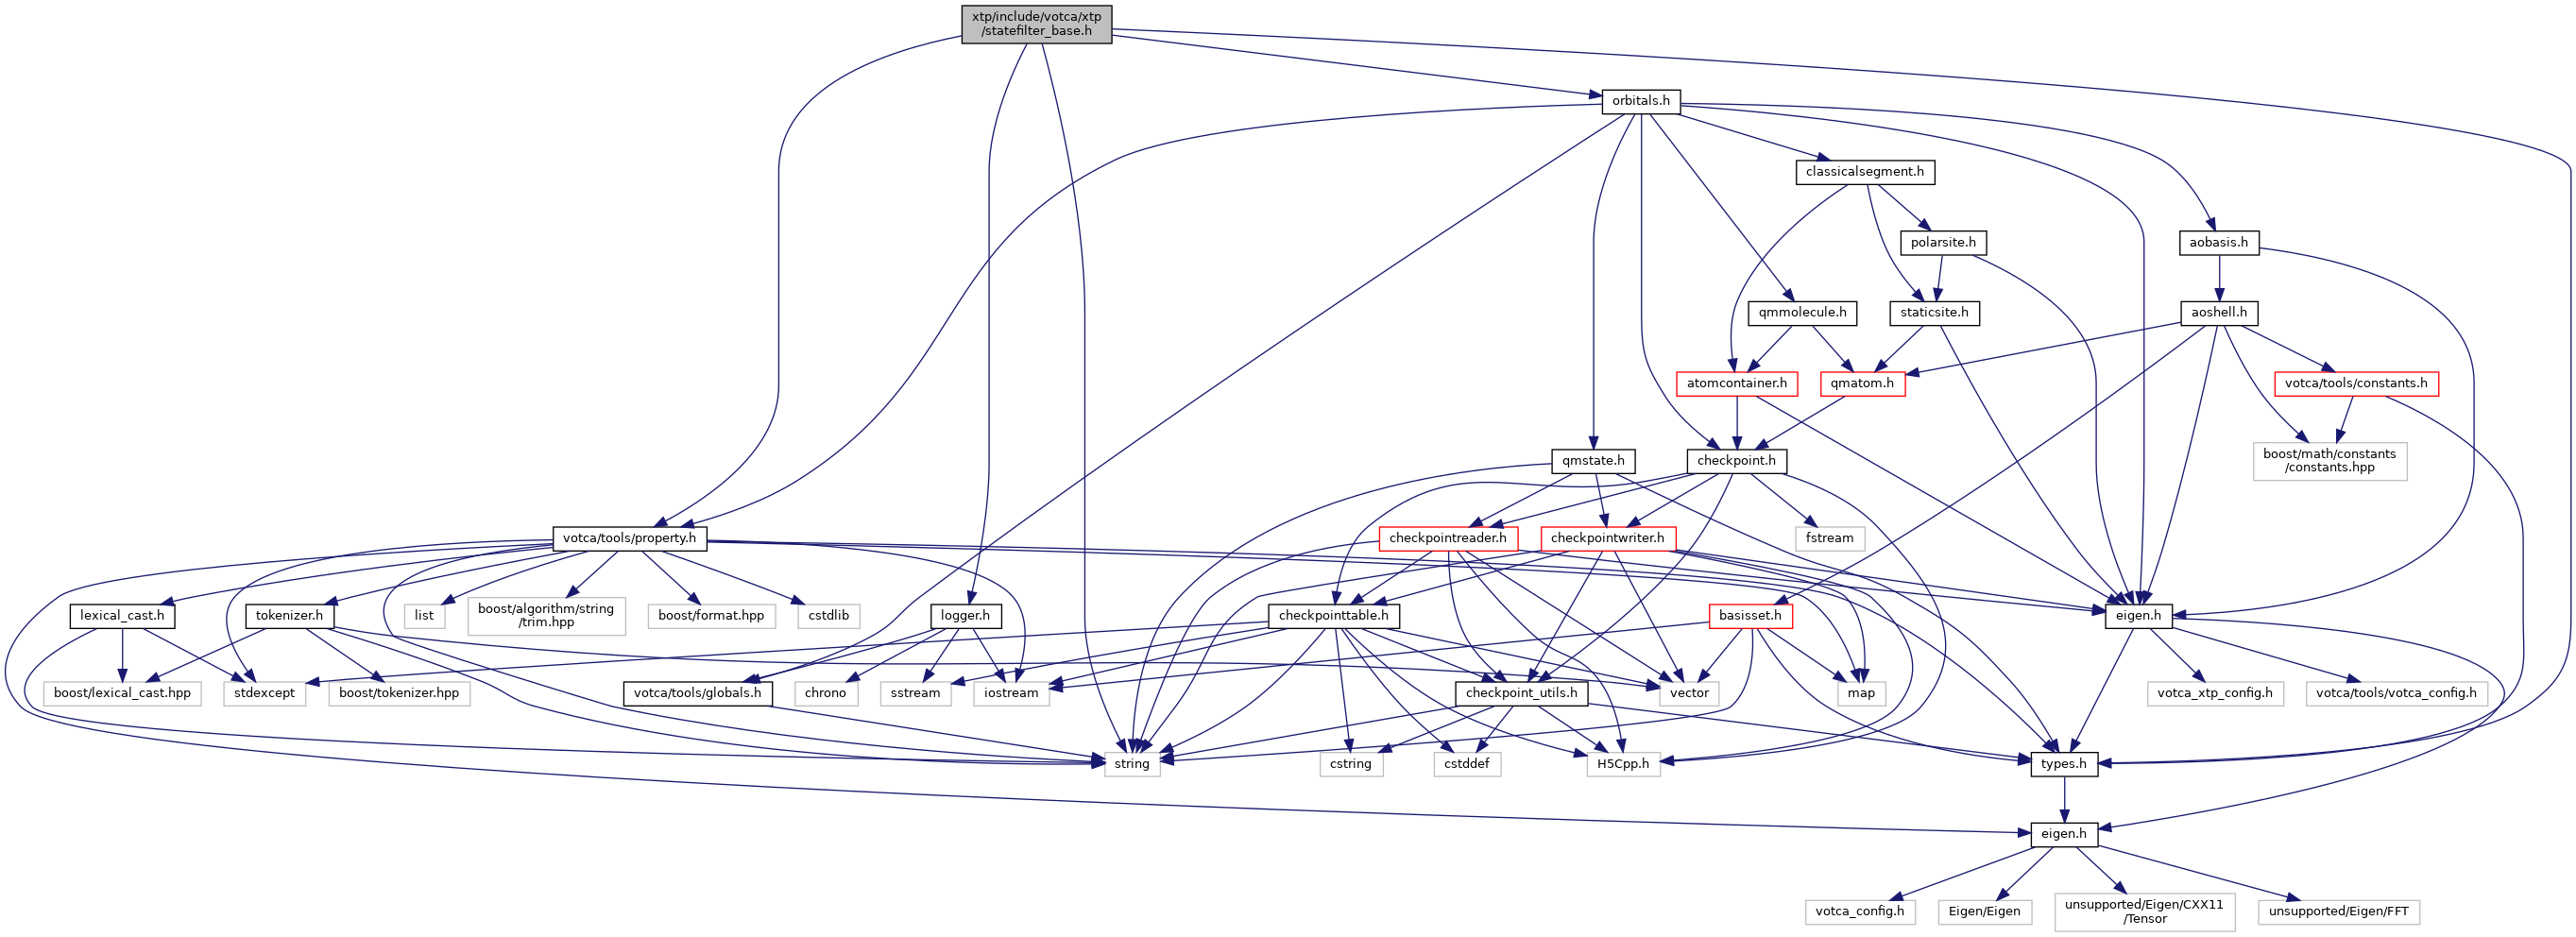 xtp/include/votca/xtp
/statefilter_base.h
orbitals.h
classicalsegment.h
polarsite.h
aobasis.h
qmmolecule.h
staticsite.h
aoshell.h
atomcontainer.h
qmatom.h
votca/tools/constants.h
qmstate.h
checkpoint.h
boost/math/constants
/constants.hpp
votca/tools/property.h
checkpointreader.h
checkpointwriter.h
fstream
lexical_cast.h
tokenizer.h
list
boost/algorithm/string
/trim.hpp
boost/format.hpp
cstdlib
logger.h
checkpointtable.h
basisset.h
eigen.h
boost/lexical_cast.hpp
stdexcept
boost/tokenizer.hpp
votca/tools/globals.h
chrono
sstream
iostream
checkpoint_utils.h
vector
map
votca_xtp_config.h
votca/tools/votca_config.h
string
cstring
cstddef
H5Cpp.h
types.h
eigen.h
votca_config.h
Eigen/Eigen
unsupported/Eigen/CXX11
/Tensor
unsupported/Eigen/FFT